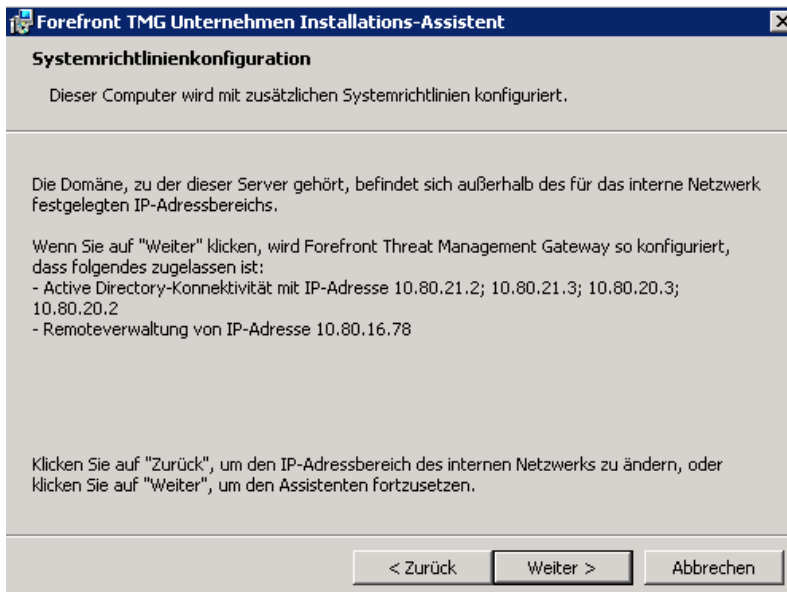 Forefront TMG Unternehmen Installations-Assistent
Systemrichtlinienkonfiguration
Dieser Computer wird mit zusätzlichen Systemrichtlinien konfiguriert.
Die Domäne, zu der dieser Server gehört, befindet sich außerhalb des für das interne Netzwerk
festgelegten IP-Adressbereichs.
Wenn Sie auf "Weiter" klicken, wird Forefront Threat Management Gateway so konfiguriert,
dass folgendes zugelassen ist:
- Active Directory-Konnektivität mit IP-Adresse 10.80.21.2; 10.80.21.3; 10.80.20.3;
10.80.20.2
- Remoteverwaltung von IP-Adresse 10.80.16.78
Klicken Sie auf "Zurück", um den IP-Adressbereich des internen Netzwerks zu ändern, oder
klicken Sie auf "Weiter", um den Assistenten fortzusetzen.
< Zurück Weiter > Abbrechen